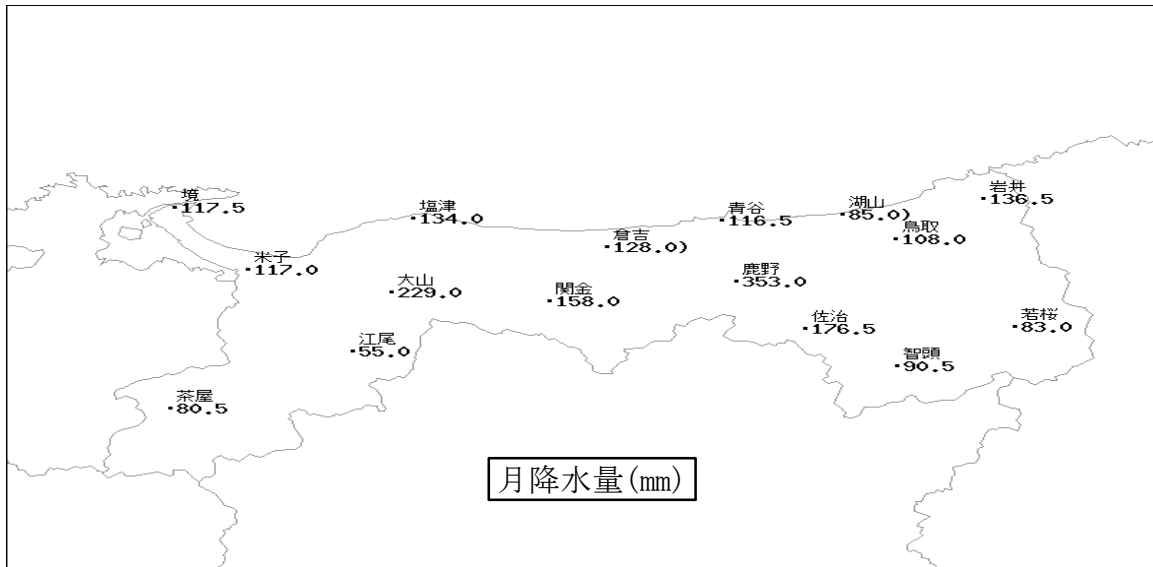 境
・117.5
塩津
・134.0
青谷
・116.5
湖山
・85.0)
岩井
・136.5
鳥取
・108.0
倉吉
・128.0)
米子
・117.0
大山
・229.0
関金
・158.0
鹿野
・353.0
佐治
・176.5
若桜
・83.0
江尾
・55.0
智頭
・90.5
茶屋
・80.5
月降水量(mm)